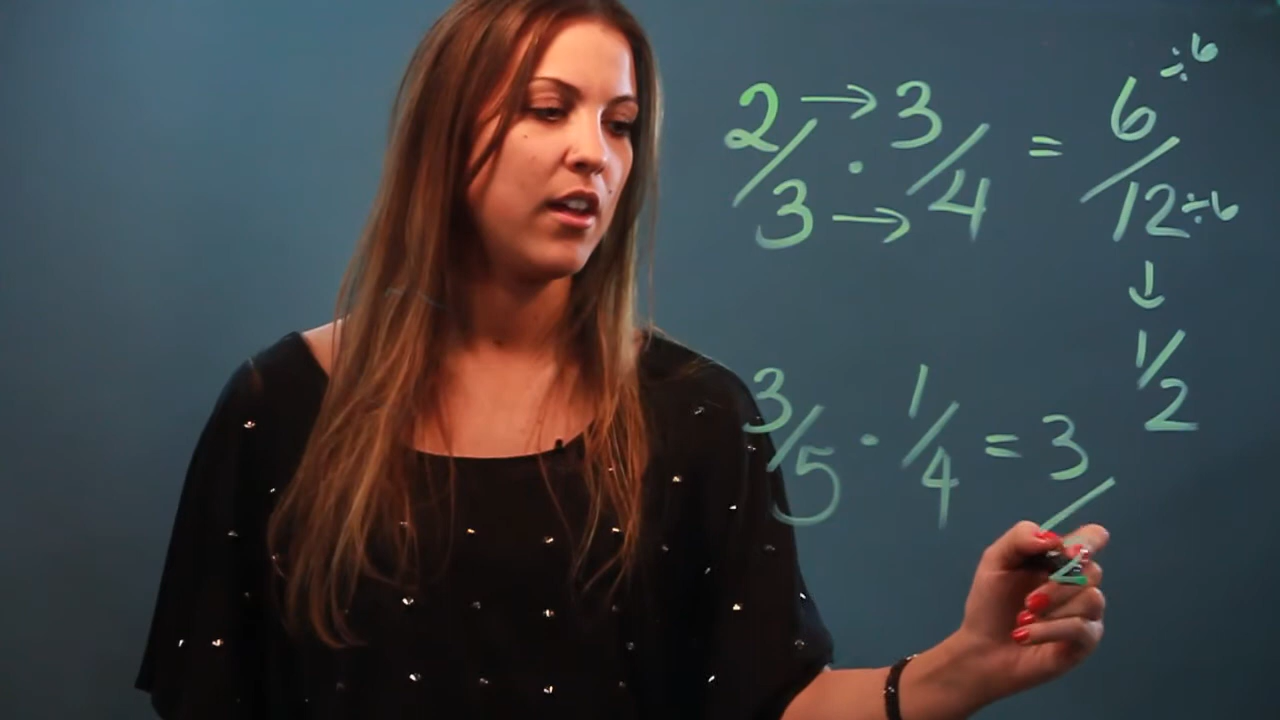 2/3 → · → 3/4 = 6 ÷ 6 / 12 ÷ 6
↓
1/2
3/5 · 1/4 = 3/2